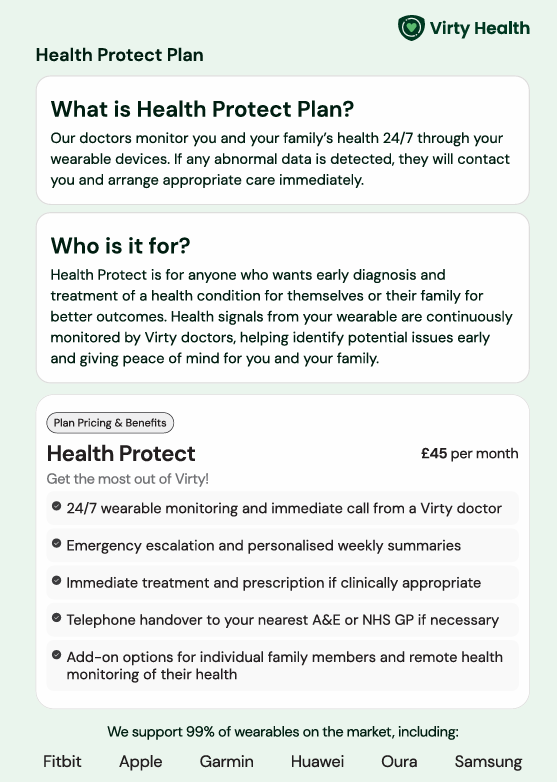 Virty Health
Health Protect Plan
What is Health Protect Plan?
Our doctors monitor you and your family's health 24/7 through your
wearable devices. If any abnormal data is detected, they will contact
you and arrange appropriate care immediately.
Who is it for?
Health Protect is for anyone who wants early diagnosis and
treatment of a health condition for themselves or their family for
better outcomes. Health signals from your wearable are continuously
monitored by Virty doctors, helping identify potential issues early
and giving peace of mind for you and your family.
Plan Pricing & Benefits
Health Protect £45 per month
Get the most out of Virty!
24/7 wearable monitoring and immediate call from a Virty doctor
Emergency escalation and personalised weekly summaries
Immediate treatment and prescription if clinically appropriate
Telephone handover to your nearest A&E or NHS GP if necessary
Add-on options for individual family members and remote health
monitoring of their health
We support 99% of wearables on the market, including:
Fitbit Apple Garmin Huawei Oura Samsung